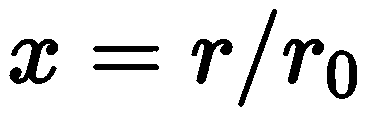 x = r/r₀